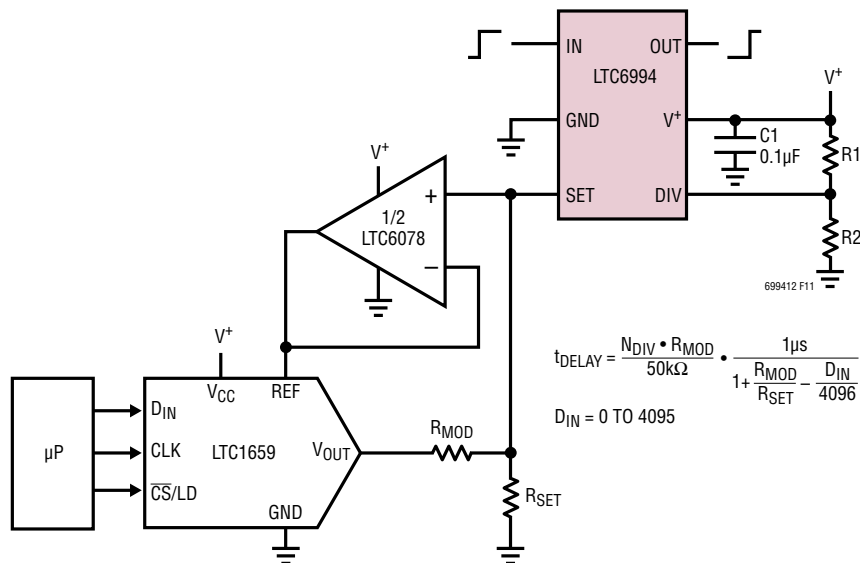 IN
OUT
LTC6994
V+
GND
V+
C1
0.1µF
R1
V+
SET
DIV
+
1/2
LTC6078
–
R2
699412 F11
V+
tDELAY = NDIV • RMOD / 50kΩ • 1µs / 1+ RMOD / RSET – DIN / 4096
DIN = 0 TO 4095
VCC
REF
µP
DIN
CLK
CS/LD
LTC1659
VOUT
GND
RMOD
RSET